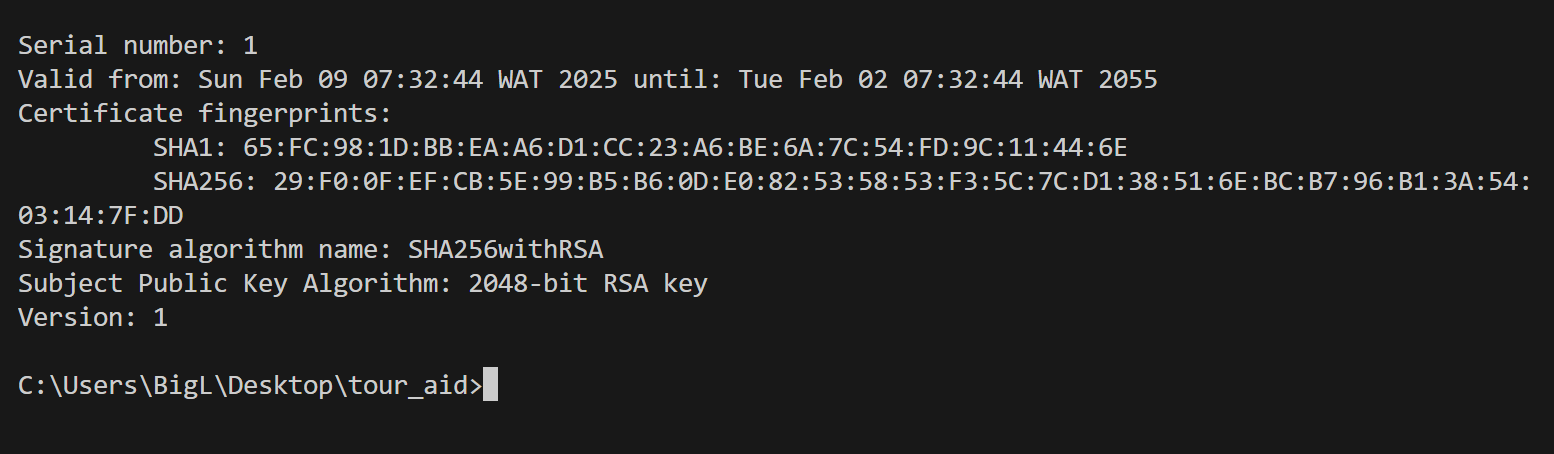 Serial number: 1
Valid from: Sun Feb 09 07:32:44 WAT 2025 until: Tue Feb 02 07:32:44 WAT 2055
Certificate fingerprints:
         SHA1: 65:FC:98:1D:BB:EA:A6:D1:CC:23:A6:BE:6A:7C:54:FD:9C:11:44:6E
         SHA256: 29:F0:0F:EF:CB:5E:99:B5:B6:0D:E0:82:53:58:53:F3:5C:7C:D1:38:51:6E:BC:B7:96:B1:3A:54:
03:14:7F:DD
Signature algorithm name: SHA256withRSA
Subject Public Key Algorithm: 2048-bit RSA key
Version: 1
C:\Users\BigL\Desktop\tour_aid>